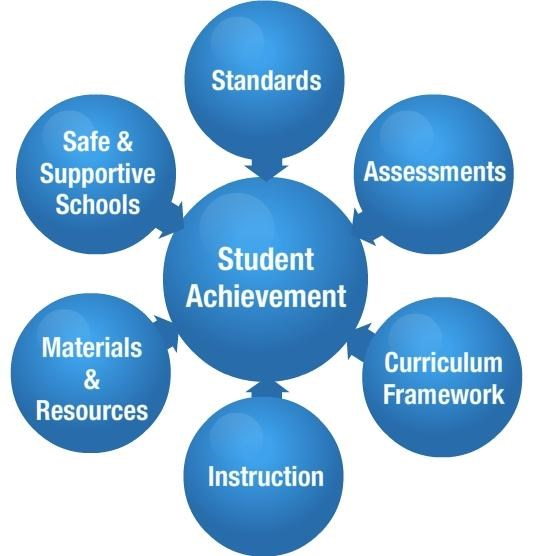 Standards
Assessments
Curriculum
Framework
Instruction
Materials
&
Resources
Safe &
Supportive
Schools
Student
Achievement